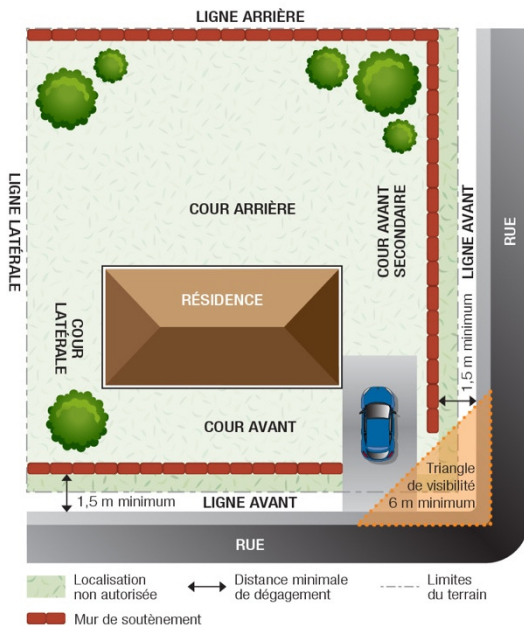 LIGNE ARRIÈRE
LIGNE LATÉRALE
COUR ARRIÈRE
COUR AVANT
SECONDAIRE
LIGNE AVANT
RUE
RÉSIDENCE
COUR
LATÉRALE
1,5 m minimum
COUR AVANT
Triangle
de visibilité
6 m minimum
1,5 m minimum
LIGNE AVANT
RUE
Localisation
non autorisée
Distance minimale
de dégagement
Limites
du terrain
Mur de soutènement